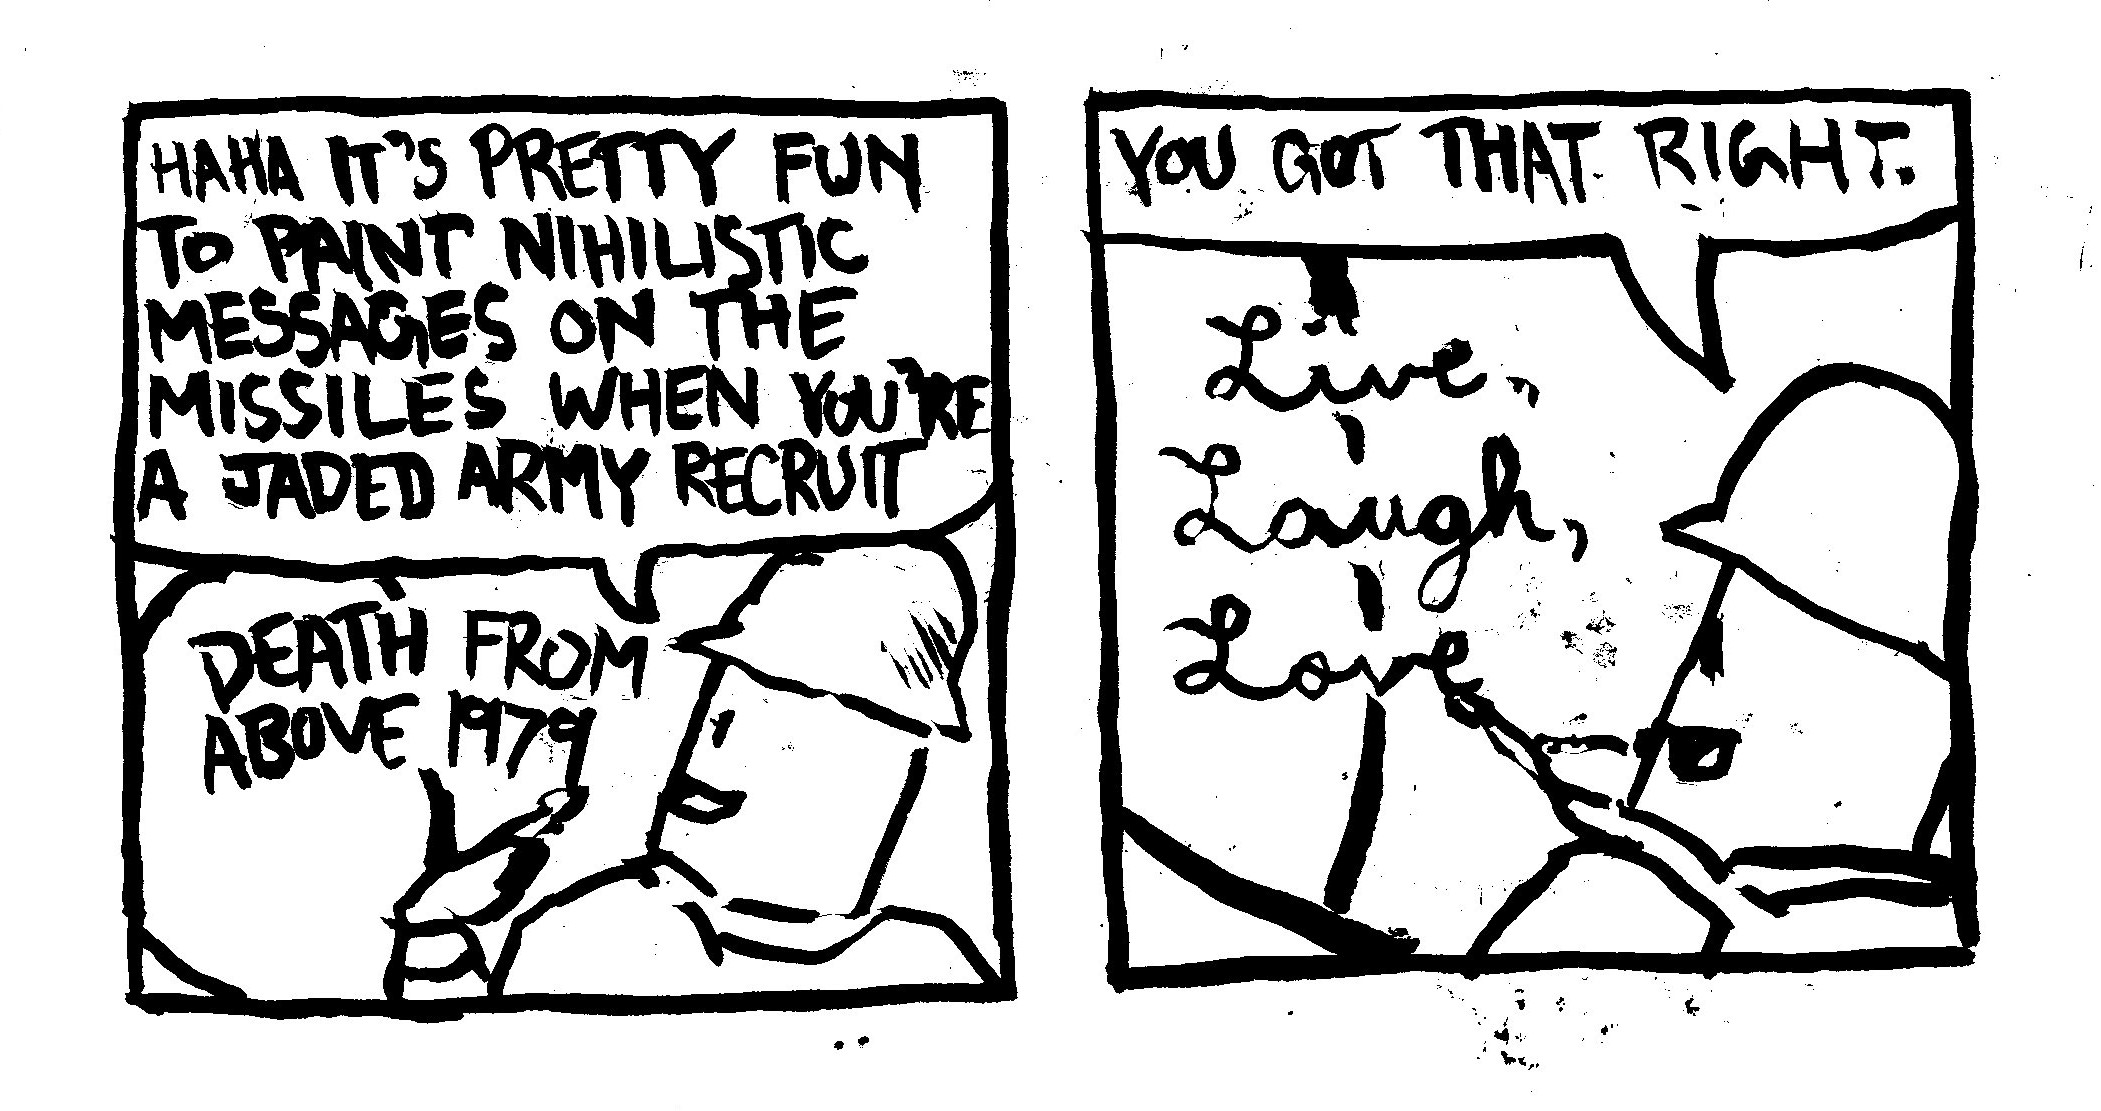 HAHA IT'S PRETTY FUN
TO PAINT NIHILISTIC
MESSAGES ON THE
MISSILES WHEN YOU'RE
A JADED ARMY RECRUIT
DEATH FROM
ABOVE 1979
YOU GOT THAT RIGHT.
Live,
Laugh,
Love